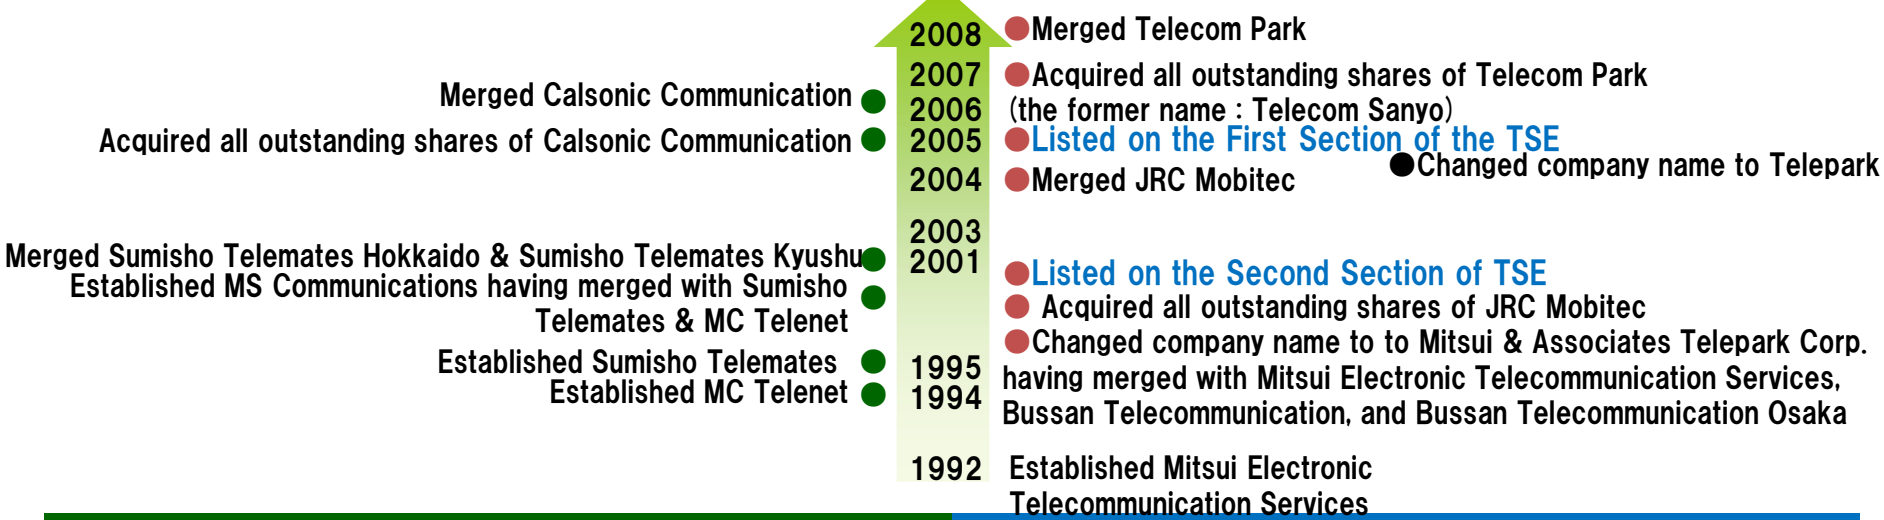 2008
●Merged Telecom Park
2007
●Acquired all outstanding shares of Telecom Park
(the former name : Telecom Sanyo)
Merged Calsonic Communication ●
2006
Acquired all outstanding shares of Calsonic Communication ●
2005
●Listed on the First Section of the TSE
●Changed company name to Telepark
2004
●Merged JRC Mobitec
2003
Merged Sumisho Telemates Hokkaido & Sumisho Telemates Kyushu●
2001
●Listed on the Second Section of TSE
Established MS Communications having merged with Sumisho
Telemates & MC Telenet
●
● Acquired all outstanding shares of JRC Mobitec
●Changed company name to to Mitsui & Associates Telepark Corp.
having merged with Mitsui Electronic Telecommunication Services,
Bussan Telecommunication, and Bussan Telecommunication Osaka
Established Sumisho Telemates ●
1995
Established MC Telenet ●
1994
1992
Established Mitsui Electronic
Telecommunication Services